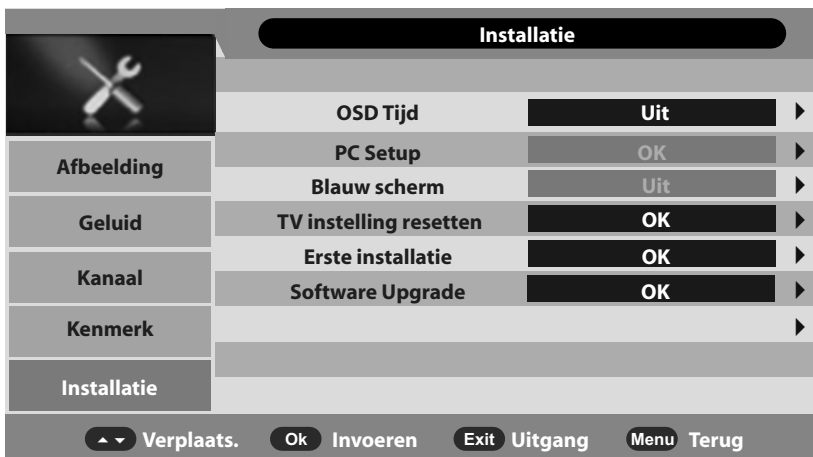 Installatie
OSD Tijd Uit
PC Setup OK
Blauw scherm Uit
TV instelling resetten OK
Erste installatie OK
Software Upgrade OK
Afbeelding
Geluid
Kanaal
Kenmerk
Installatie
Verplaats. Ok Invoeren Exit Uitgang Menu Terug